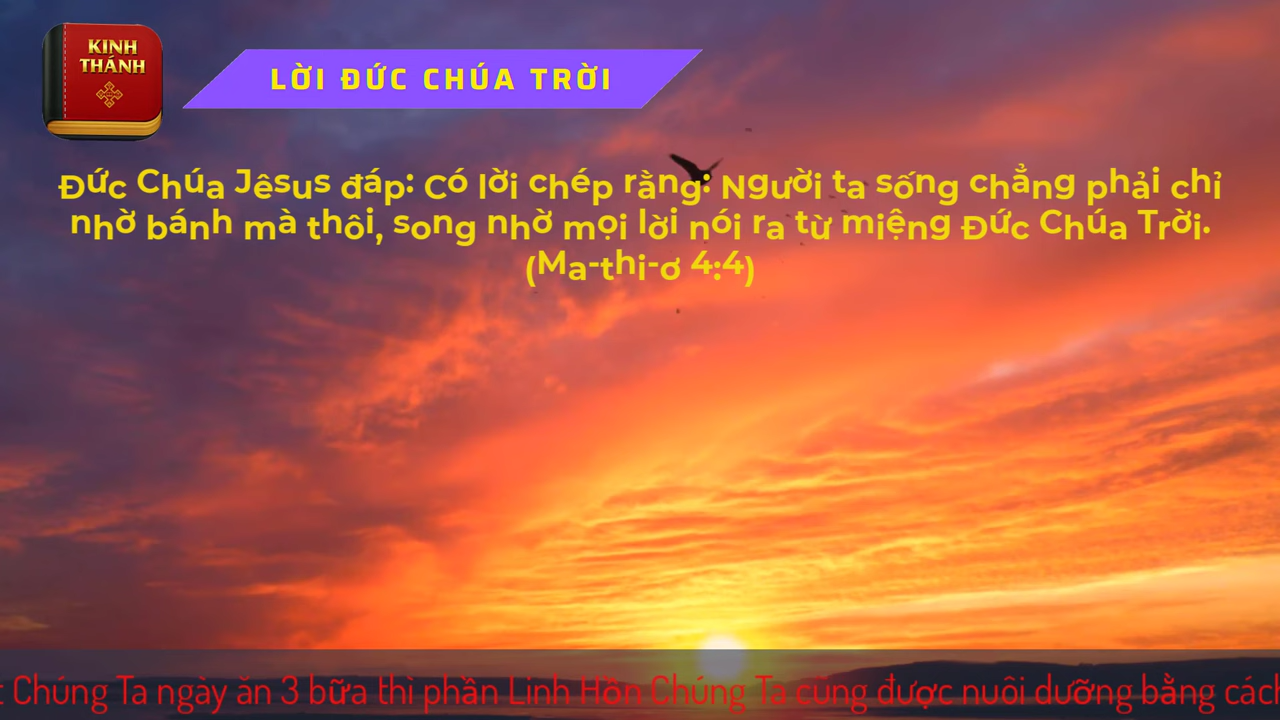 KINH
THÁNH
LỜI ĐỨC CHÚA TRỜI
Đức Chúa Jêsus đáp: Có lời chép rằng: Người ta sống chẳng phải chỉ
nhờ bánh mà thôi, song nhờ mọi lời nói ra từ miệng Đức Chúa Trời.
(Ma-thi-ơ 4:4)
Chúng Ta ngày ăn 3 bữa thì phần Linh Hồn Chúng Ta cũng được nuôi dưỡng bằng cách